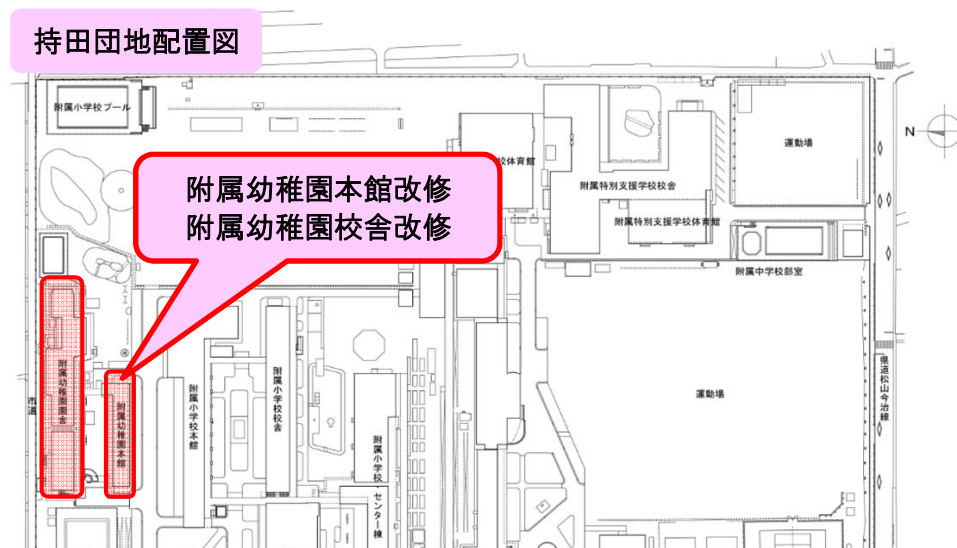 持田団地配置図
附属小学校プール
校体育館
附属特別支援学校校舎
附属特別支援学校体育館
運動場
N
附属幼稚園本館改修
附属幼稚園校舎改修
附属中学校部室
市道
附属幼稚園園舎
附属幼稚園本館
附属小学校本館
附属小学校校舎
附属小学校
センター棟
運動場
県道松山今治線